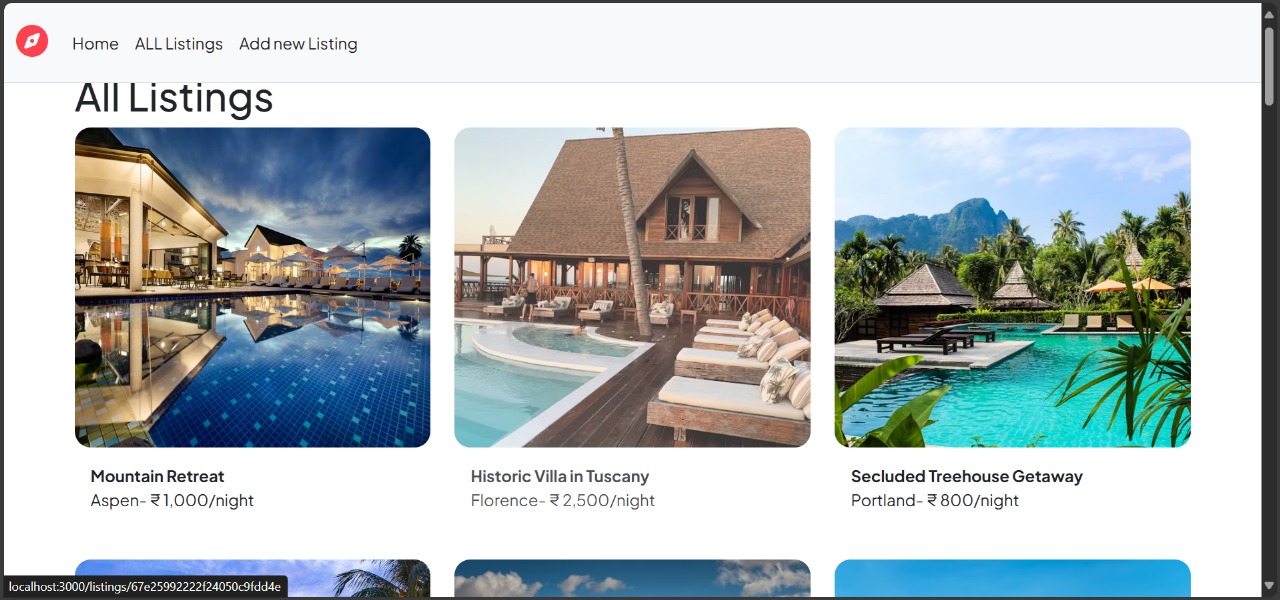 Home ALL Listings Add new Listing
All Listings
Mountain Retreat
Aspen- ₹ 1,000/night
Historic Villa in Tuscany
Florence- ₹ 2,500/night
Secluded Treehouse Getaway
Portland- ₹ 800/night
localhost:3000/listings/67e25992222f24050c9fdd4e